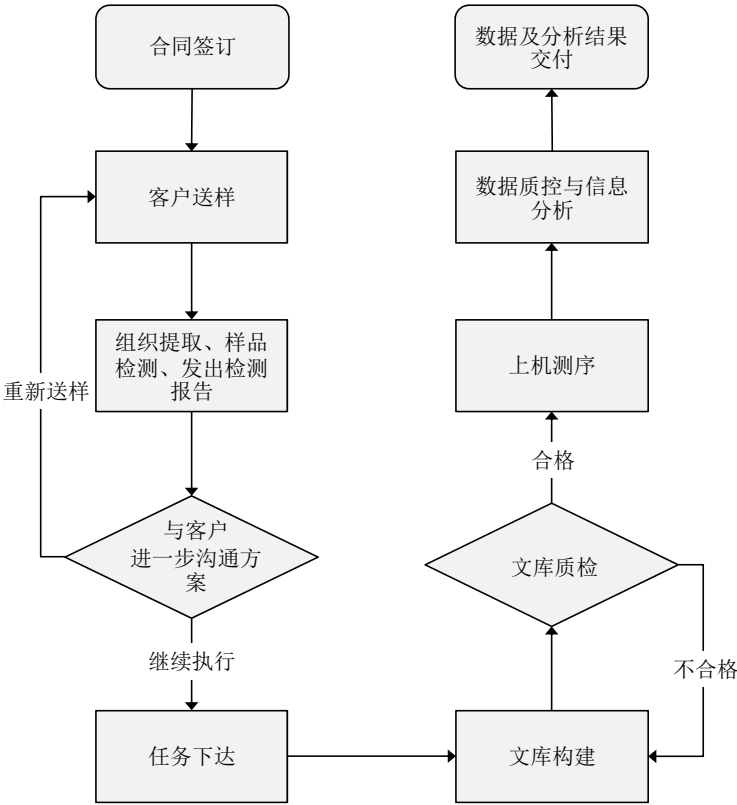 合同签订
客户送样
组织提取、样品
检测、发出检测
报告
重新送样
与客户
进一步沟通方
案
继续执行
任务下达
文库构建
不合格
文库质检
合格
上机测序
数据质控与信息
分析
数据及分析结果
交付